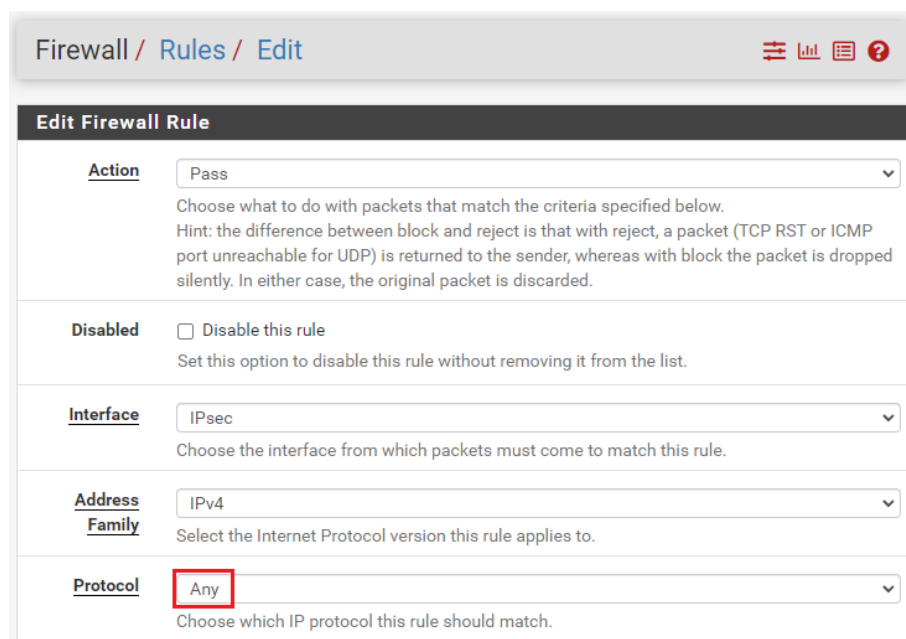 Firewall / Rules / Edit
Edit Firewall Rule
Action
Pass
Choose what to do with packets that match the criteria specified below.
Hint: the difference between block and reject is that with reject, a packet (TCP RST or ICMP
port unreachable for UDP) is returned to the sender, whereas with block the packet is dropped
silently. In either case, the original packet is discarded.
Disabled
Disable this rule
Set this option to disable this rule without removing it from the list.
Interface
IPsec
Choose the interface from which packets must come to match this rule.
Address
Family
IPv4
Select the Internet Protocol version this rule applies to.
Protocol
Any
Choose which IP protocol this rule should match.